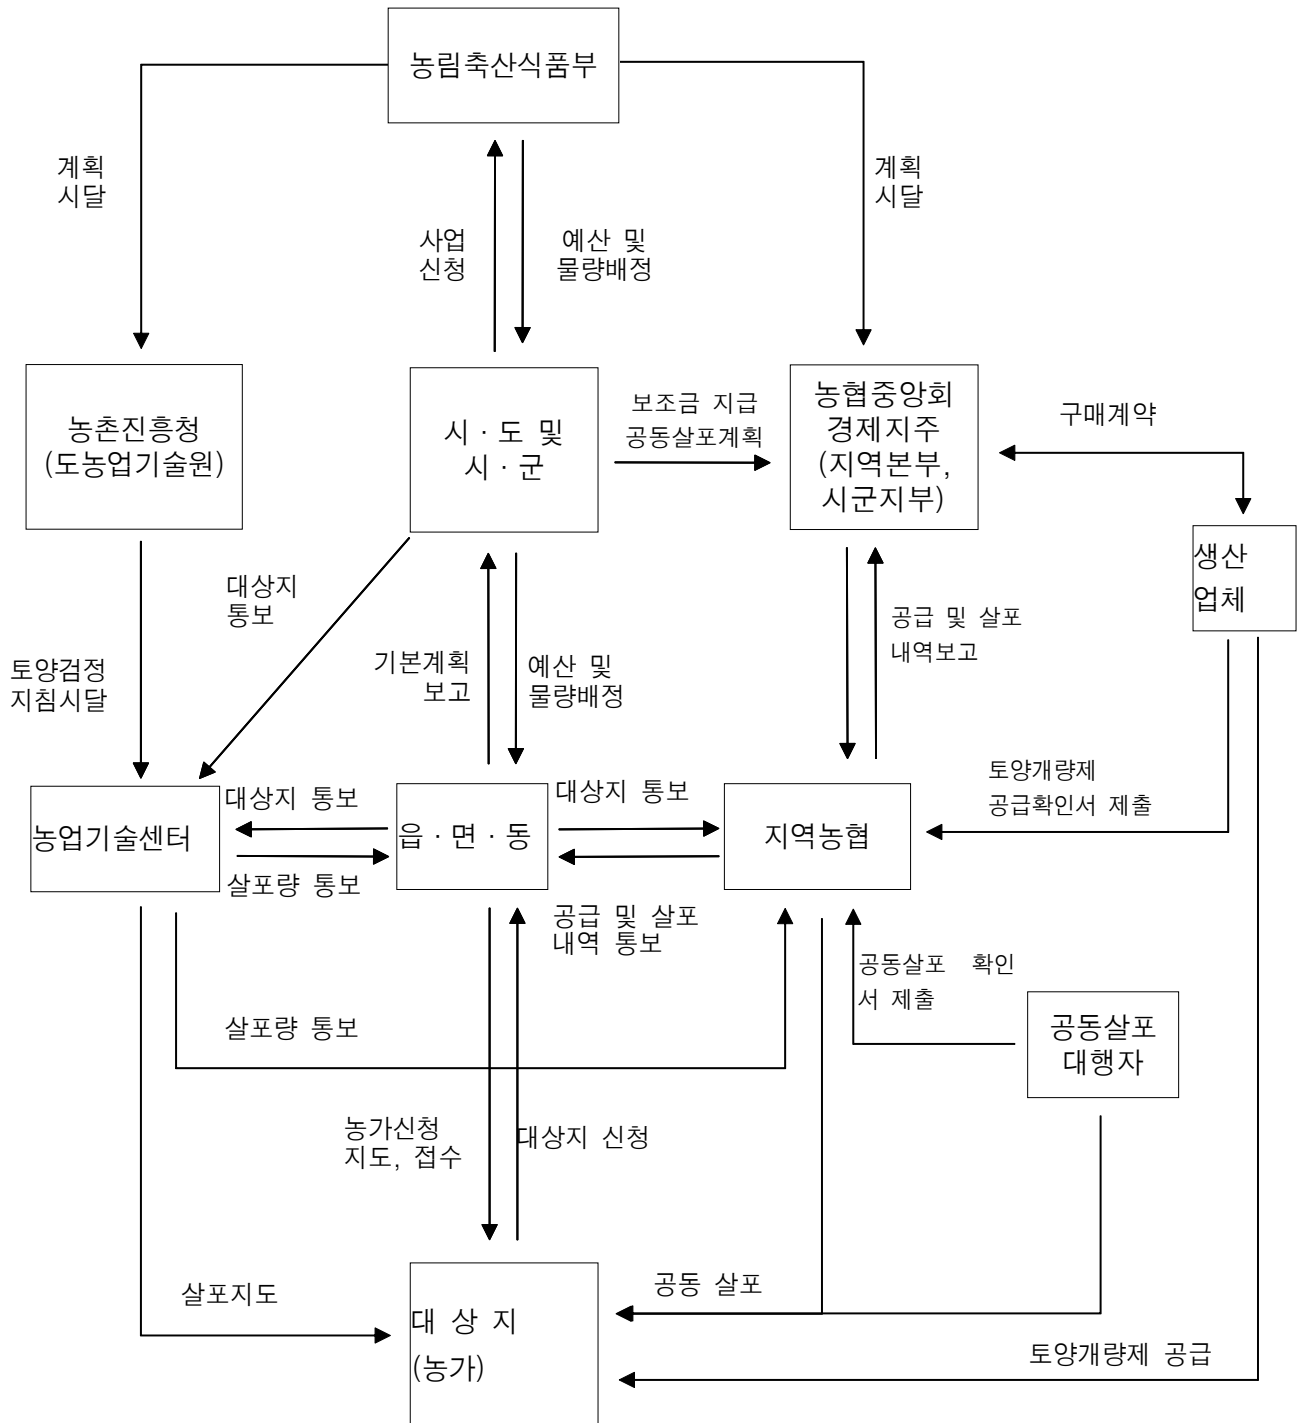 농림축산식품부
계획
시달
계획
시달
사업
신청
예산 및
물량배정
농촌진흥청
(도농업기술원)
시 · 도 및
시 · 군
보조금 지급
공동살포계획
농협중앙회
경제지주
(지역본부,
시군지부)
구매계약
생산
업체
대상지
통보
토양검정
지침시달
기본계획
보고
예산 및
물량배정
공급 및 살포
내역보고
토양개량제
공급확인서 제출
농업기술센터
대상지 통보
살포량 통보
읍 · 면 · 동
대상지 통보
공급 및 살포
내역 통보
지역농협
공동살포 확인
서 제출
공동살포
대행자
살포량 통보
농가신청
지도, 접수
대상지 신청
살포지도
대 상 지
(농가)
공동 살포
토양개량제 공급